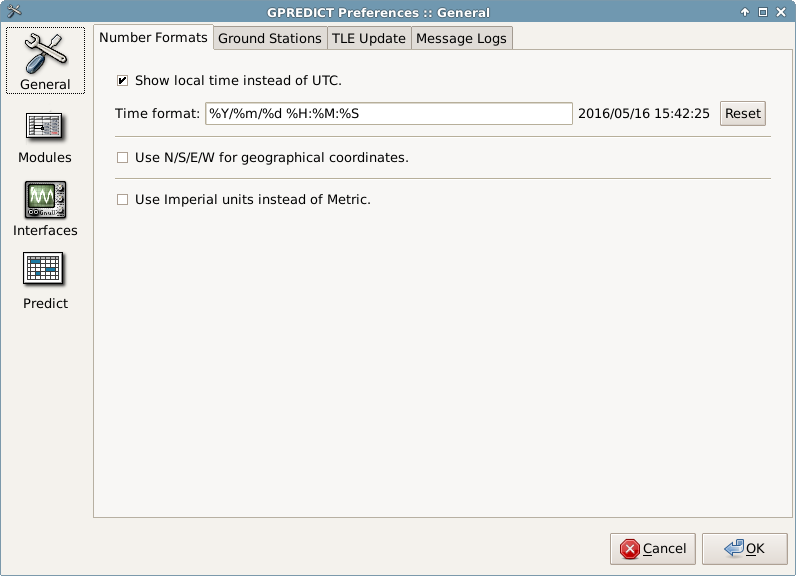 GPREDICT Preferences :: General
General
Modules
Interfaces
Predict
Number Formats Ground Stations TLE Update Message Logs
Show local time instead of UTC.
Time format: %Y/%m/%d %H:%M:%S 2016/05/16 15:42:25 Reset
Use N/S/E/W for geographical coordinates.
Use Imperial units instead of Metric.
Cancel OK